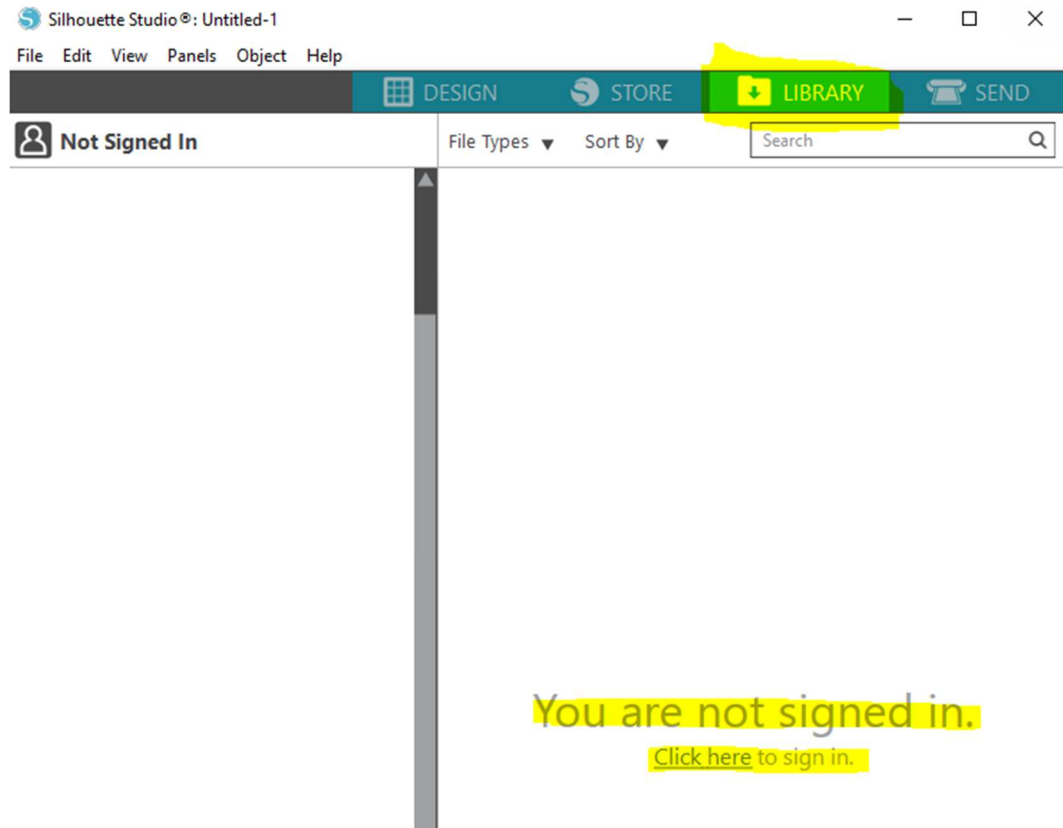 Silhouette Studio®: Untitled-1
File Edit View Panels Object Help
DESIGN STORE LIBRARY SEND
Not Signed In File Types Sort By Search
You are not signed in.
Click here to sign in.